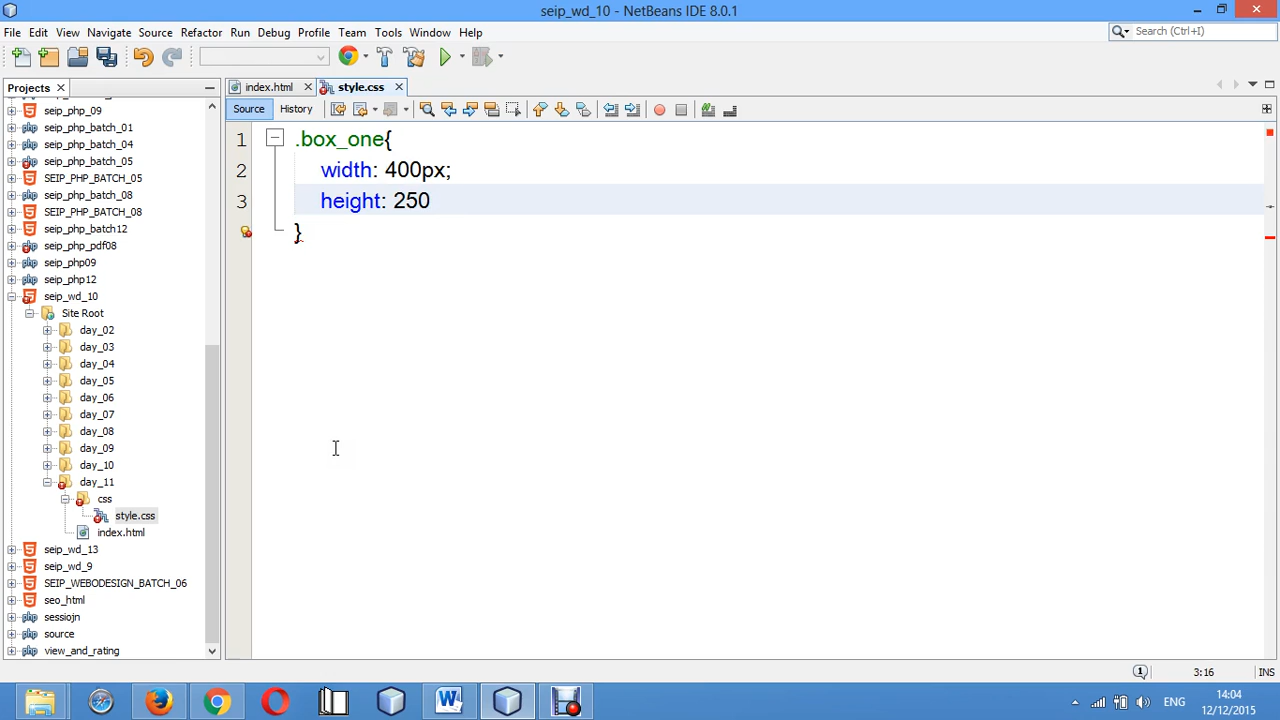 seip_wd_10 - NetBeans IDE 8.0.1
File Edit View Navigate Source Refactor Run Debug Profile Team Tools Window Help
Search (Ctrl+I)
Projects
index.html
style.css
Source
History
seip_php_09
seip_php_batch_01
seip_php_batch_04
seip_php_batch_05
SEIP_PHP_BATCH_05
seip_php_batch_08
SEIP_PHP_BATCH_08
seip_php_batch12
seip_php_pdf08
seip_php09
seip_php12
seip_wd_10
Site Root
day_02
day_03
day_04
day_05
day_06
day_07
day_08
day_09
day_10
day_11
css
style.css
index.html
seip_wd_13
seip_wd_9
SEIP_WEBODESIGN_BATCH_06
seo_html
sessiojn
source
view_and_rating
1 .box_one{
2 width: 400px;
3 height: 250
}
3:16
INS
ENG
14:04
12/12/2015